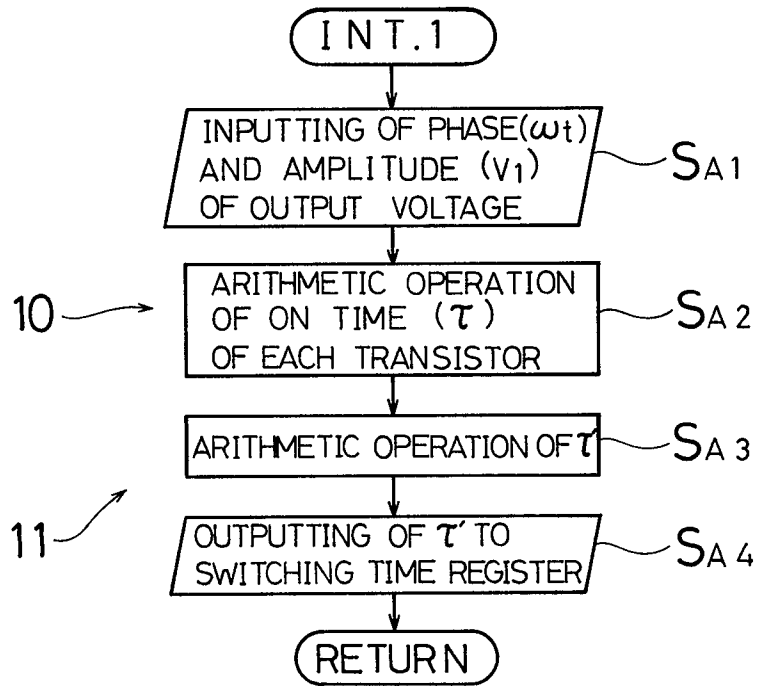 INT.1
INPUTTING OF PHASE(ωt)
AND AMPLITUDE (V1)
OF OUTPUT VOLTAGE
SA1
10
ARITHMETIC OPERATION
OF ON TIME (τ)
OF EACH TRANSISTOR
SA2
ARITHMETIC OPERATION OF τ'
SA3
11
OUTPUTTING OF τ' TO
SWITCHING TIME REGISTER
SA4
RETURN